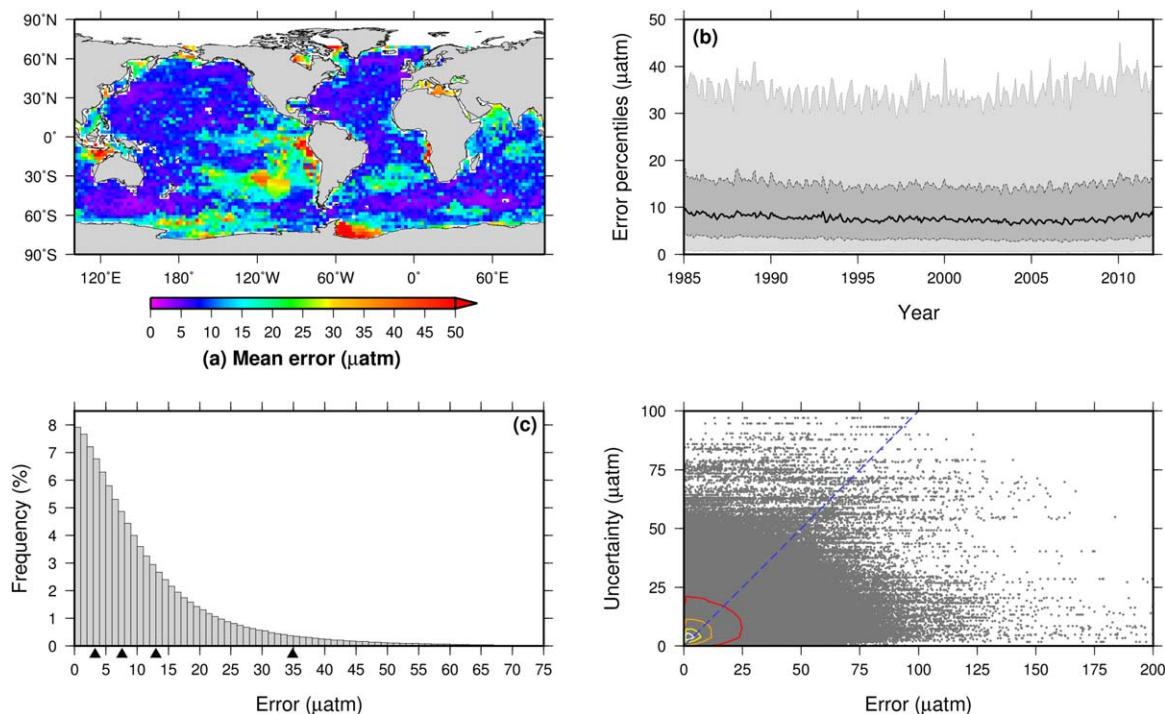 90˚N
60˚N
30˚N
0˚
30˚S
60˚S
90˚S
120˚E 180˚ 120˚W 60˚W 0˚ 60˚E
0 5 10 15 20 25 30 35 40 45 50
(a) Mean error (μatm)
(b)
Error percentiles (μatm)
50
40
30
20
10
0
1985 1990 1995 2000 2005 2010
Year
(c)
Frequency (%)
8
7
6
5
4
3
2
1
0
0 5 10 15 20 25 30 35 40 45 50 55 60 65 70 75
Error (μatm)
Uncertainty (μatm)
100
75
50
25
0
0 25 50 75 100 125 150 175 200
Error (μatm)